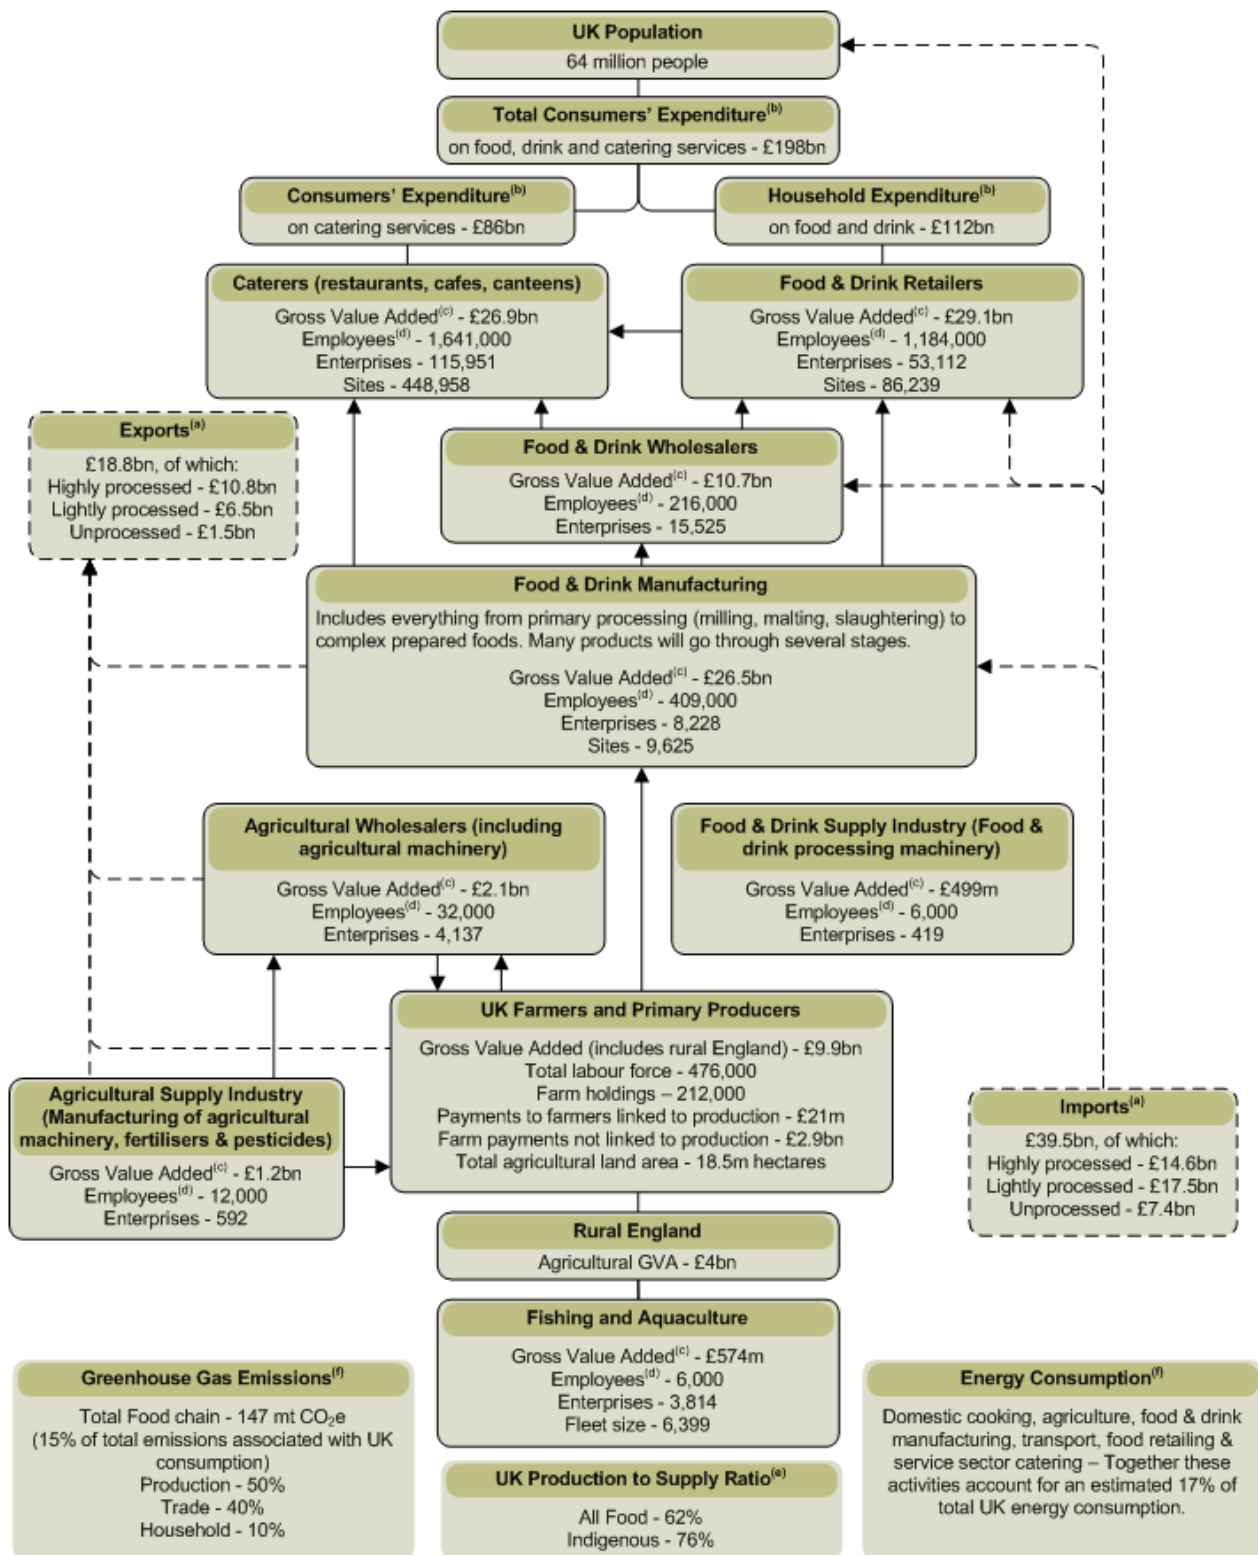 UK Population
64 million people
Total Consumers' Expenditure(b)
on food, drink and catering services - £198bn
Consumers' Expenditure(b)
on catering services - £86bn
Household Expenditure(b)
on food and drink - £112bn
Caterers (restaurants, cafes, canteens)
Gross Value Added(c) - £26.9bn
Employees(d) - 1,641,000
Enterprises - 115,951
Sites - 448,958
Food & Drink Retailers
Gross Value Added(c) - £29.1bn
Employees(d) - 1,184,000
Enterprises - 53,112
Sites - 86,239
Exports(a)
£18.8bn, of which:
Highly processed - £10.8bn
Lightly processed - £6.5bn
Unprocessed - £1.5bn
Food & Drink Wholesalers
Gross Value Added(c) - £10.7bn
Employees(d) - 216,000
Enterprises - 15,525
Food & Drink Manufacturing
Includes everything from primary processing (milling, malting, slaughtering) to
complex prepared foods. Many products will go through several stages.
Gross Value Added(c) - £26.5bn
Employees(d) - 409,000
Enterprises - 8,228
Sites - 9,625
Agricultural Wholesalers (including
agricultural machinery)
Gross Value Added(c) - £2.1bn
Employees(d) - 32,000
Enterprises - 4,137
Food & Drink Supply Industry (Food &
drink processing machinery)
Gross Value Added(c) - £499m
Employees(d) - 6,000
Enterprises - 419
UK Farmers and Primary Producers
Gross Value Added (includes rural England) - £9.9bn
Total labour force - 476,000
Farm holdings – 212,000
Payments to farmers linked to production - £21m
Farm payments not linked to production - £2.9bn
Total agricultural land area - 18.5m hectares
Agricultural Supply Industry
(Manufacturing of agricultural
machinery, fertilisers & pesticides)
Gross Value Added(c) - £1.2bn
Employees(d) - 12,000
Enterprises - 592
Imports(a)
£39.5bn, of which:
Highly processed - £14.6bn
Lightly processed - £17.5bn
Unprocessed - £7.4bn
Rural England
Agricultural GVA - £4bn
Fishing and Aquaculture
Gross Value Added(c) - £574m
Employees(d) - 6,000
Enterprises - 3,814
Fleet size - 6,399
Greenhouse Gas Emissions(f)
Total Food chain - 147 mt CO₂e
(15% of total emissions associated with UK
consumption)
Production - 50%
Trade - 40%
Household - 10%
UK Production to Supply Ratio(e)
All Food - 62%
Indigenous - 76%
Energy Consumption(f)
Domestic cooking, agriculture, food & drink
manufacturing, transport, food retailing &
service sector catering – Together these
activities account for an estimated 17% of
total UK energy consumption.